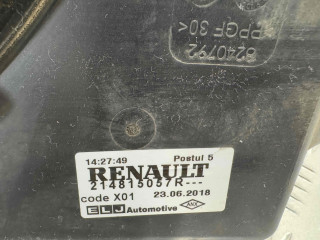 8240792
>PPGF 30<
14:27:49 Postul 5
RENAULT
214815057R---
code X01 23.06.2018
ELJ Automotive